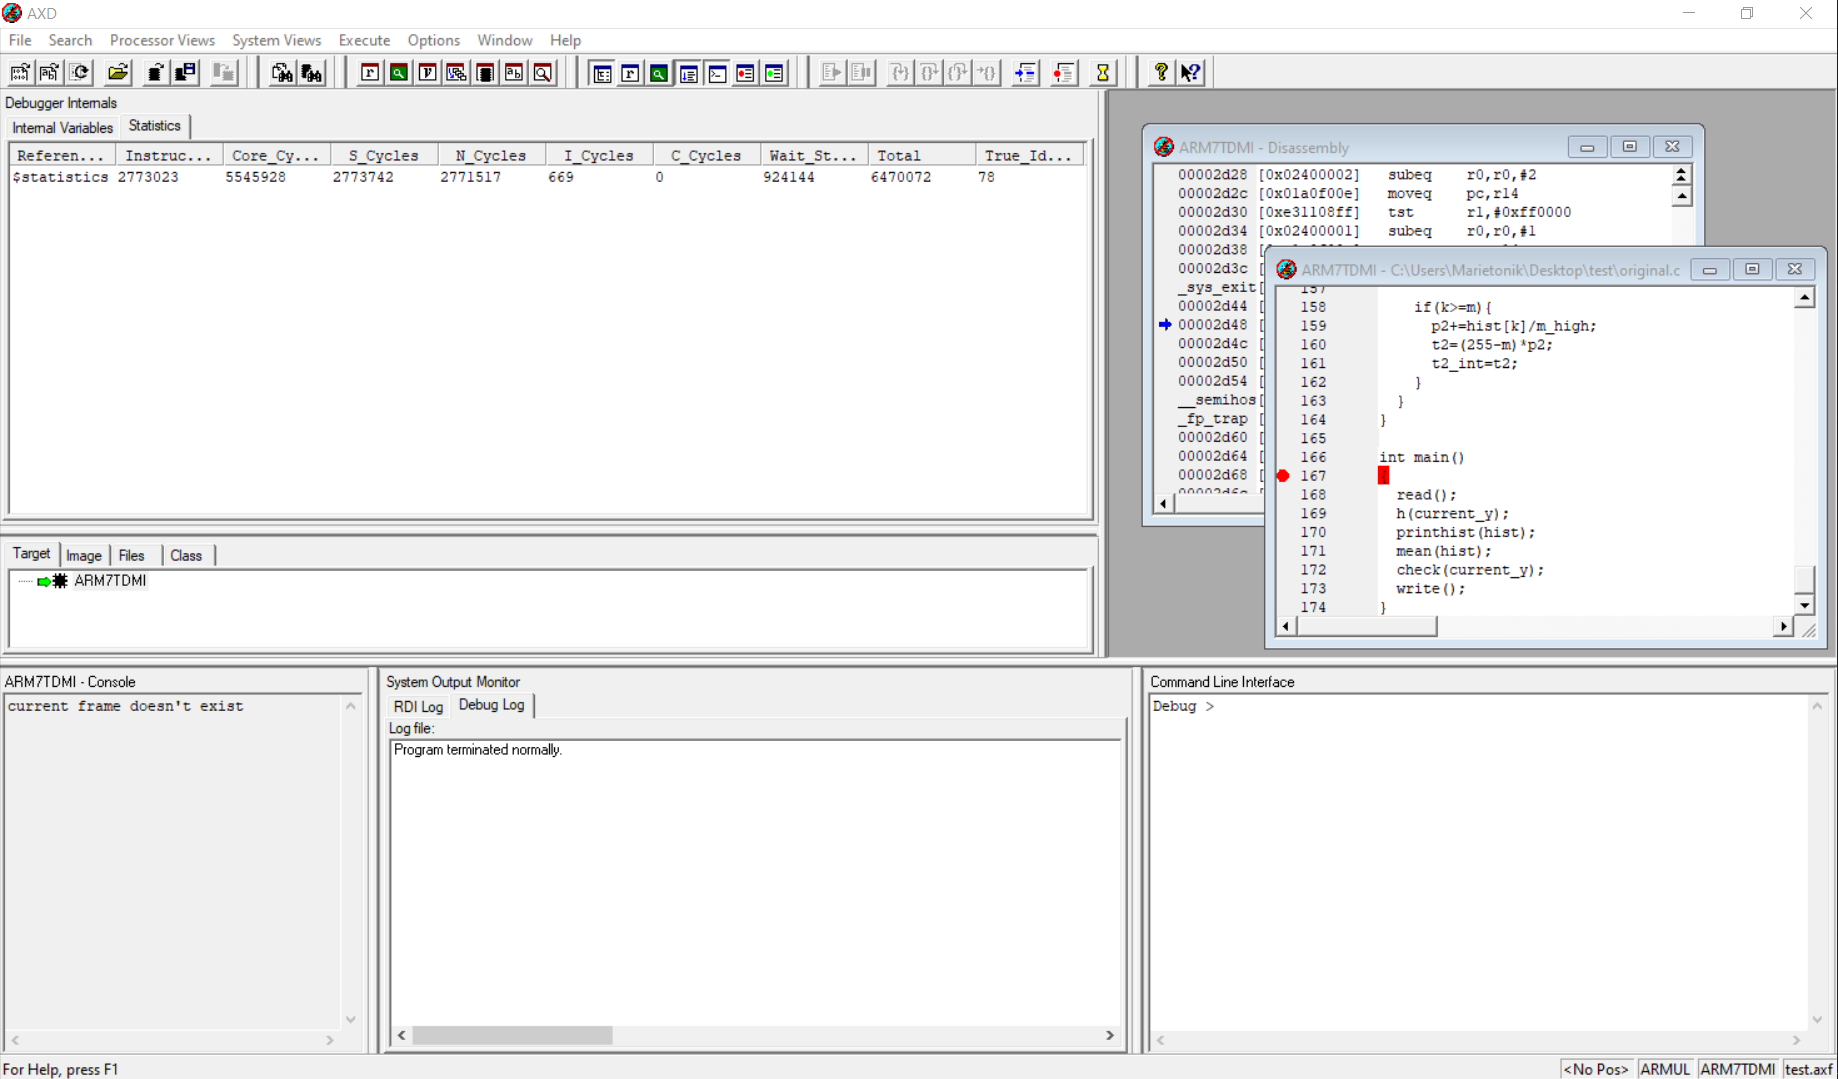 AXD
File Search Processor Views System Views Execute Options Window Help
Debugger Internals
Internal Variables Statistics
Referen... Instruc... Core_Cy... S_Cycles N_Cycles I_Cycles C_Cycles Wait_St... Total True_Id...
$statistics 2773023 5545928 2773742 2771517 669 0 924144 6470072 78
Target Image Files Class
ARM7TDMI
ARM7TDMI - Disassembly
00002d28 [0x02400002] subeq r0,r0,#2
00002d2c [0x01a0f00e] moveq pc,r14
00002d30 [0xe31108ff] tst r1,#0xff0000
00002d34 [0x02400001] subeq r0,r0,#1
00002d38 [
00002d3c [
_sys_exit[
00002d44 [
00002d48 [
00002d4c [
00002d50 [
00002d54 [
__semihos[
_fp_trap [
00002d60 [
00002d64 [
00002d68 [
00002d6c [
ARM7TDMI - C:\Users\Marietonik\Desktop\test\original.c
157
158 if(k>=m){
159 p2+=hist[k]/m_high;
160 t2=(255-m)*p2;
161 t2_int=t2;
162 }
163 }
164 }
165
166 int main()
167 {
168 read();
169 h(current_y);
170 printhist(hist);
171 mean(hist);
172 check(current_y);
173 write();
174 }
ARM7TDMI - Console
current frame doesn't exist
System Output Monitor
RDI Log Debug Log
Log file:
Program terminated normally.
Command Line Interface
Debug >
For Help, press F1
<No Pos> ARMUL ARM7TDMI test.axf